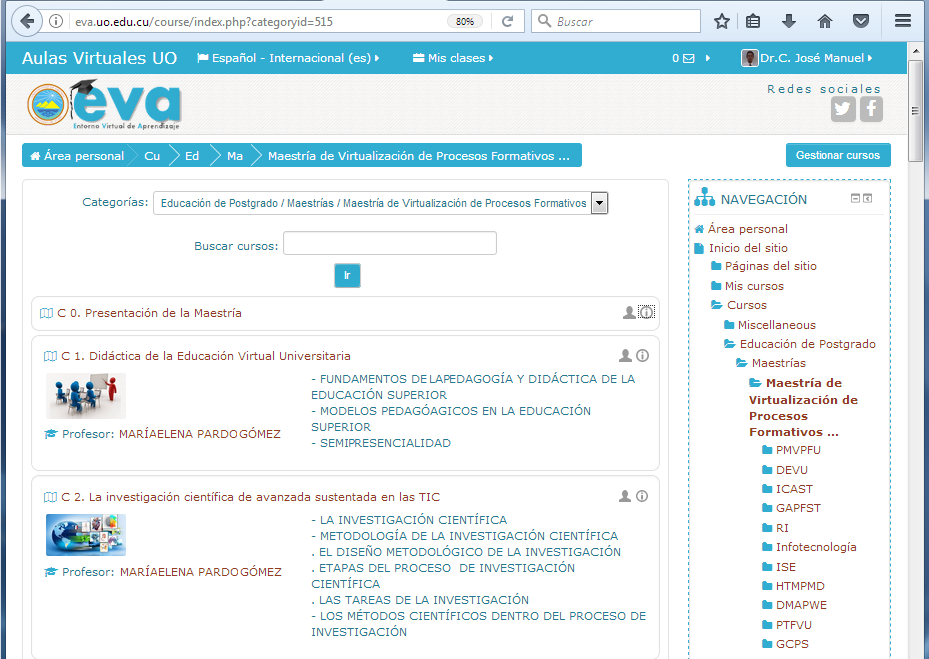 eva.uo.edu.cu/course/index.php?categoryid=515
80%
Buscar
Aulas Virtuales UO
Español - Internacional (es)
Mis clases
0
Dr.C. José Manuel
eva
Entorno Virtual de Aprendizaje
Redes sociales
Área personal
Cu
Ed
Ma
Maestría de Virtualización de Procesos Formativos ...
Gestionar cursos
Categorías:
Educación de Postgrado / Maestrías / Maestría de Virtualización de Procesos Formativos
Buscar cursos:
Ir
C 0. Presentación de la Maestría
C 1. Didáctica de la Educación Virtual Universitaria
Profesor: MARÍAELENA PARDOGÓMEZ
- FUNDAMENTOS DE LAPEDAGOGÍA Y DIDÁCTICA DE LA
EDUCACIÓN SUPERIOR
- MODELOS PEDAGÓAGICOS EN LA EDUCACIÓN
SUPERIOR
- SEMIPRESENCIALIDAD
C 2. La investigación científica de avanzada sustentada en las TIC
Profesor: MARÍAELENA PARDOGÓMEZ
- LA INVESTIGACIÓN CIENTÍFICA
- METODOLOGÍA DE LA INVESTIGACIÓN CIENTÍFICA
. EL DISEÑO METODOLÓGICO DE LA INVESTIGACIÓN
. ETAPAS DEL PROCESO DE INVESTIGACIÓN
CIENTÍFICA
. LAS TAREAS DE LA INVESTIGACIÓN
- LOS MÉTODOS CIENTÍFICOS DENTRO DEL PROCESO DE
INVESTIGACIÓN
NAVEGACIÓN
Área personal
Inicio del sitio
Páginas del sitio
Mis cursos
Cursos
Miscellaneous
Educación de Postgrado
Maestrías
Maestría de
Virtualización de
Procesos
Formativos ...
PMVPFU
DEVU
ICAST
GAPFST
RI
Infotecnología
ISE
HTMPMD
DMAPWE
PTFVU
GCPS